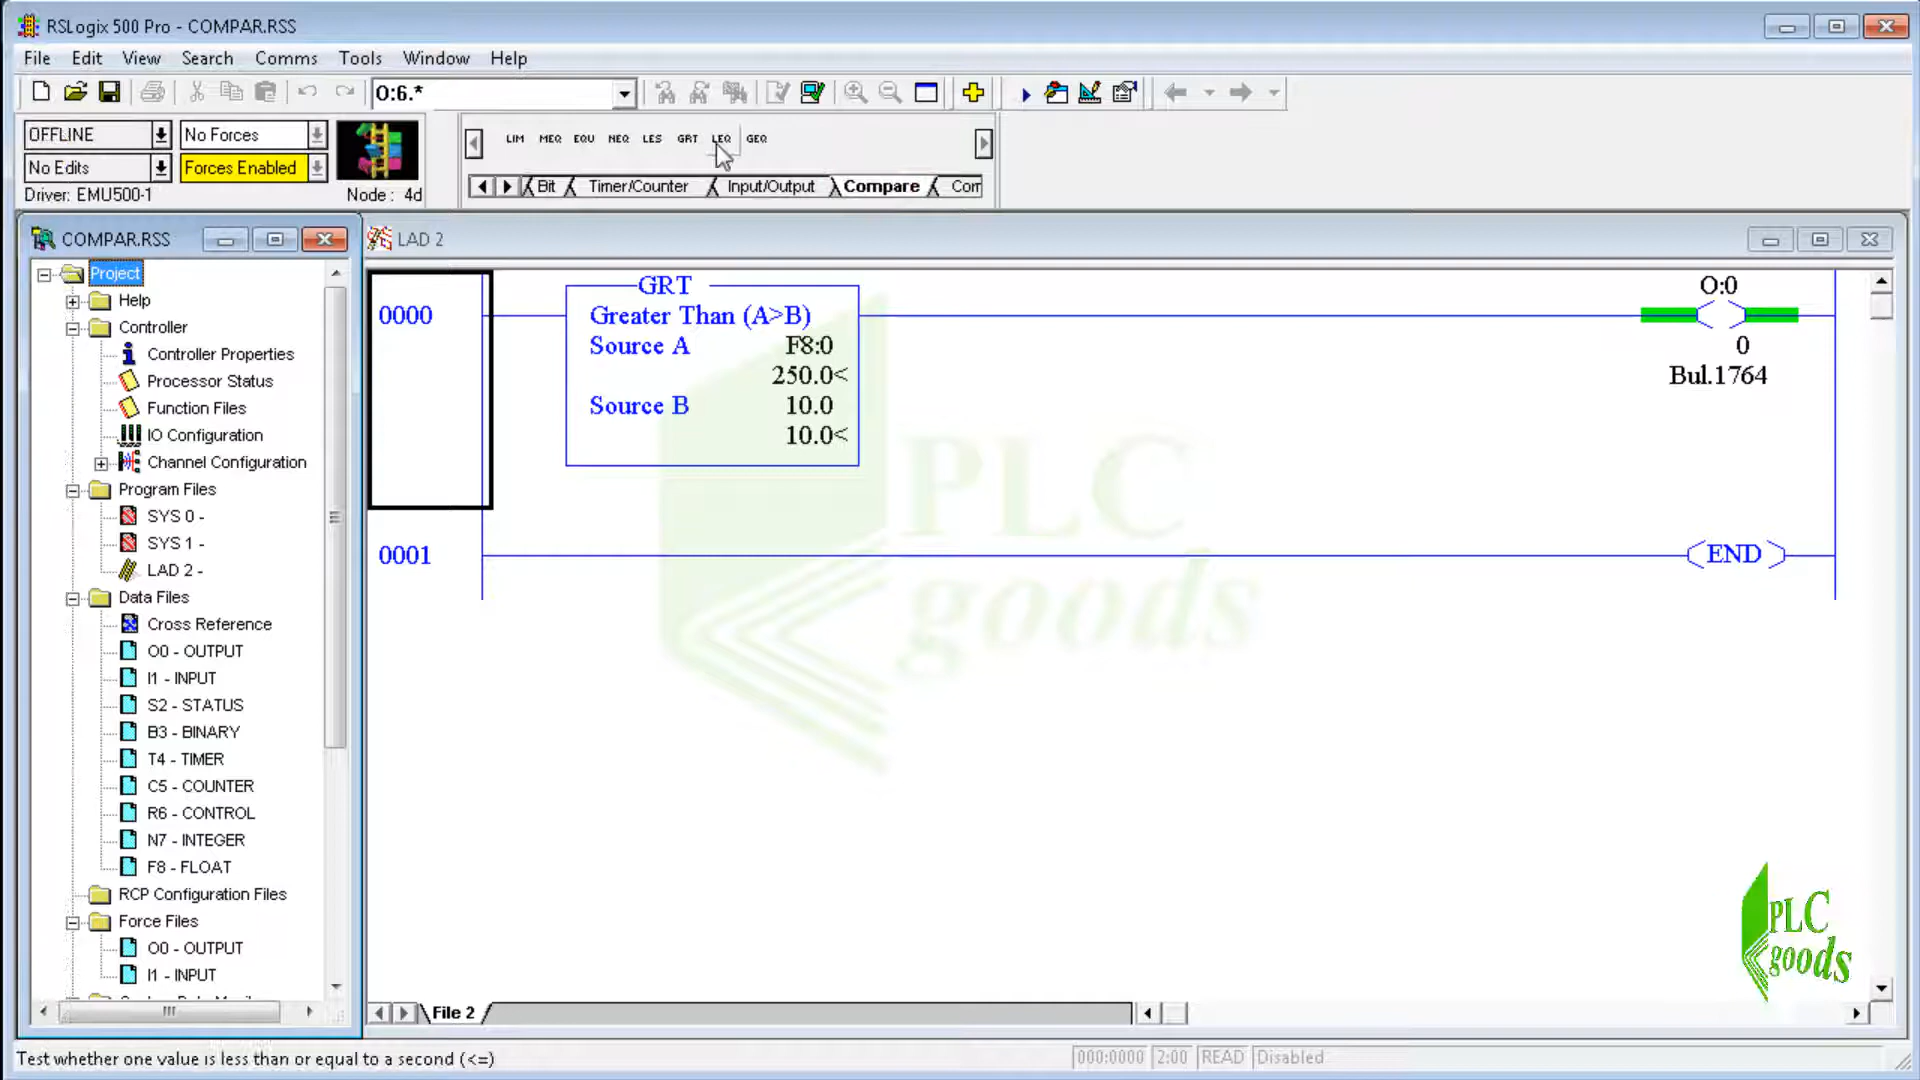 RSLogix 500 Pro - COMPAR.RSS
File Edit View Search Comms Tools Window Help
O:6.*
OFFLINE No Forces
No Edits Forces Enabled
Driver: EMU500-1 Node : 4d
LIM MEQ EQU NEQ LES GRT LEQ GEQ
Bit Timer/Counter Input/Output Compare
COMPAR.RSS
Project
Help
Controller
Controller Properties
Processor Status
Function Files
IO Configuration
Channel Configuration
Program Files
SYS 0 -
SYS 1 -
LAD 2 -
Data Files
Cross Reference
O0 - OUTPUT
I1 - INPUT
S2 - STATUS
B3 - BINARY
T4 - TIMER
C5 - COUNTER
R6 - CONTROL
N7 - INTEGER
F8 - FLOAT
RCP Configuration Files
Force Files
O0 - OUTPUT
I1 - INPUT
LAD 2
0000
GRT
Greater Than (A>B)
Source A F8:0
250.0<
Source B 10.0
10.0<
O:0
0
Bul.1764
0001
END
PLC
goods
PLC
goods
File 2
Test whether one value is less than or equal to a second (<=)
000:0000 2:00 READ Disabled